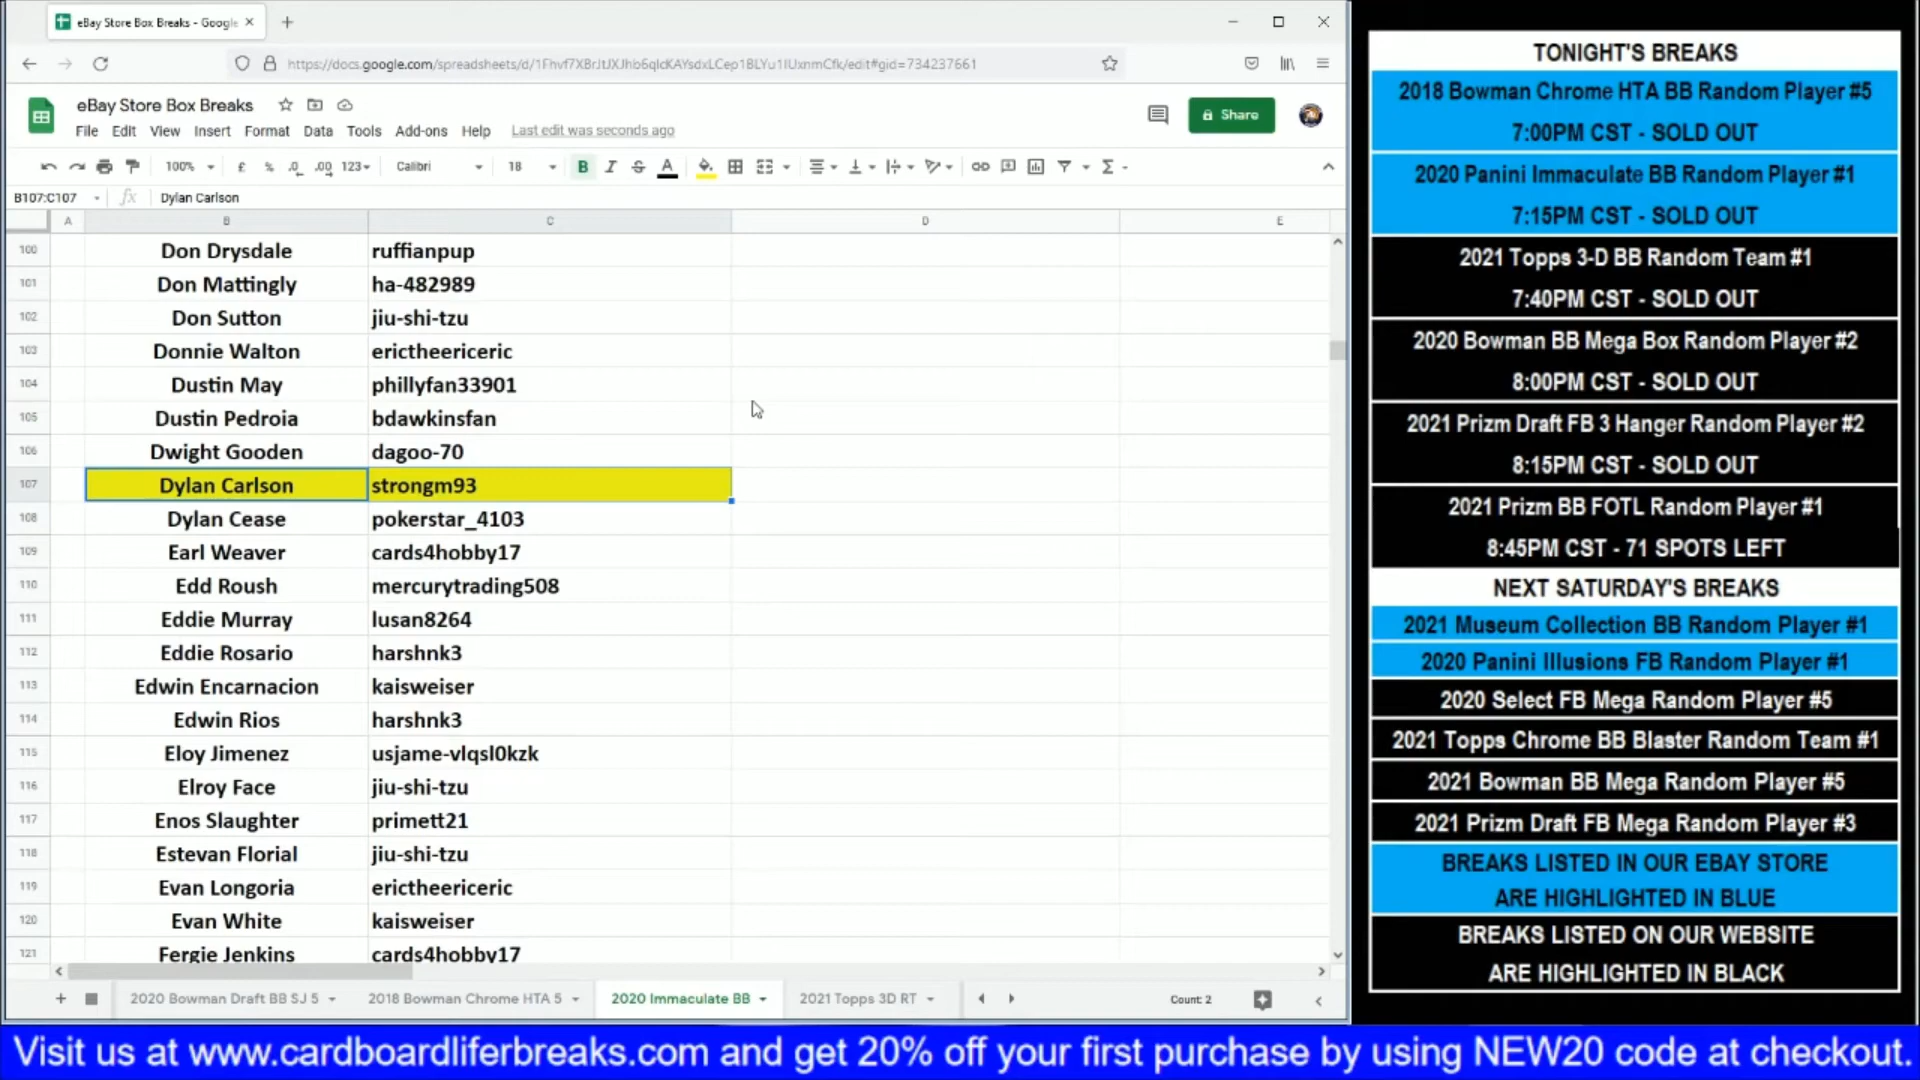 eBay Store Box Breaks - Google
https://docs.google.com/spreadsheets/d/
eBay Store Box Breaks
File Edit View Insert Format Data Tools Add-ons Help Last edit was seconds ago
Share
100% £ % .0 .00 123 Calibri 18 B I S A
B107:C107 fx Dylan Carlson
A B C D E
100 Don Drysdale ruffianpup
101 Don Mattingly ha-482989
102 Don Sutton jiu-shi-tzu
103 Donnie Walton erictheericeric
104 Dustin May phillyfan33901
105 Dustin Pedroia bdawkinsfan
106 Dwight Gooden dagoo-70
107 Dylan Carlson strongm93
108 Dylan Cease pokerstar_4103
109 Earl Weaver cards4hobby17
110 Edd Roush mercurytrading508
111 Eddie Murray lusan8264
112 Eddie Rosario harshnk3
113 Edwin Encarnacion kaisweiser
114 Edwin Rios harshnk3
115 Eloy Jimenez usjame-vlqsl0kzk
116 Elroy Face jiu-shi-tzu
117 Enos Slaughter primett21
118 Estevan Florial jiu-shi-tzu
119 Evan Longoria erictheericeric
120 Evan White kaisweiser
121 Fergie Jenkins cards4hobby17
2020 Bowman Draft BB SJ 5 2018 Bowman Chrome HTA 5 2020 Immaculate BB 2021 Topps 3D RT Count: 2
TONIGHT'S BREAKS
2018 Bowman Chrome HTA BB Random Player #5
7:00PM CST - SOLD OUT
2020 Panini Immaculate BB Random Player #1
7:15PM CST - SOLD OUT
2021 Topps 3-D BB Random Team #1
7:40PM CST - SOLD OUT
2020 Bowman BB Mega Box Random Player #2
8:00PM CST - SOLD OUT
2021 Prizm Draft FB 3 Hanger Random Player #2
8:15PM CST - SOLD OUT
2021 Prizm BB FOTL Random Player #1
8:45PM CST - 71 SPOTS LEFT
NEXT SATURDAY'S BREAKS
2021 Museum Collection BB Random Player #1
2020 Panini Illusions FB Random Player #1
2020 Select FB Mega Random Player #5
2021 Topps Chrome BB Blaster Random Team #1
2021 Bowman BB Mega Random Player #5
2021 Prizm Draft FB Mega Random Player #3
BREAKS LISTED IN OUR EBAY STORE
ARE HIGHLIGHTED IN BLUE
BREAKS LISTED ON OUR WEBSITE
ARE HIGHLIGHTED IN BLACK
Visit us at www.cardboardliferbreaks.com and get 20% off your first purchase by using NEW20 code at checkout.